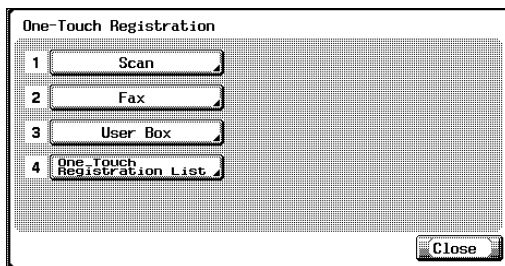 One-Touch Registration
1 Scan
2 Fax
3 User Box
4 One-Touch
Registration List
Close